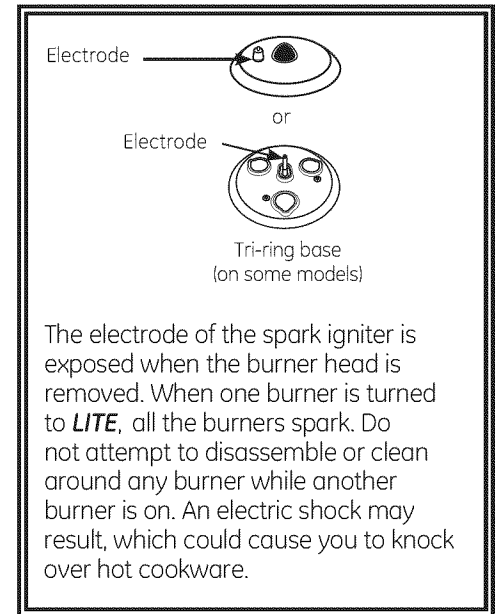 Electrode
or
Electrode
Tri-ring base
(on some models)
The electrode of the spark igniter is
exposed when the burner head is
removed. When one burner is turned
to LITE, all the burners spark. Do
not attempt to disassemble or clean
around any burner while another
burner is on. An electric shock may
result, which could cause you to knock
over hot cookware.